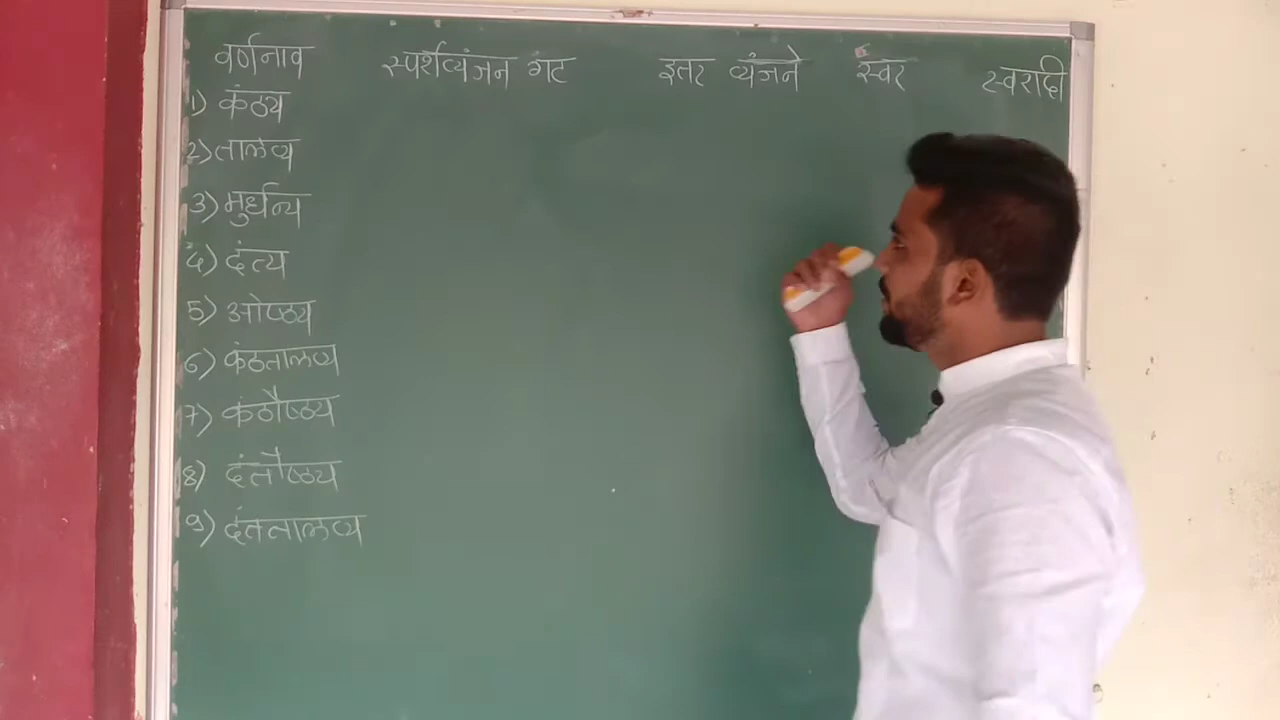 वर्णनाव स्पर्शव्यंजन गट इतर व्यंजने स्वर स्वरादी
1) कंठ्य
2) तालव्य
3) मुर्धन्य
4) दंत्य
5) ओष्ठ्य
6) कंठतालव्य
7) कंठौष्ठ्य
8) दंतौष्ठ्य
9) दंततालव्य